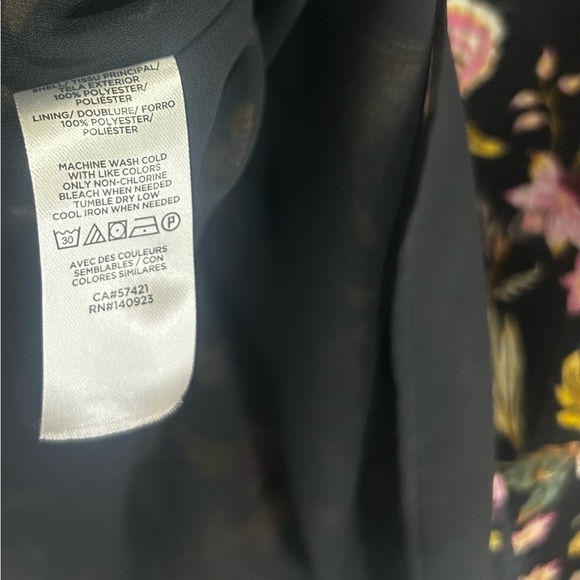 SHELL/ TISSU PRINCIPAL/
TELA EXTERIOR
100% POLYESTER/
POLIÉSTER
LINING/ DOUBLURE/ FORRO
100% POLYESTER/
POLIÉSTER
MACHINE WASH COLD
WITH LIKE COLORS
ONLY NON-CHLORINE
BLEACH WHEN NEEDED
TUMBLE DRY LOW
COOL IRON WHEN NEEDED
30 P
AVEC DES COULEURS
SEMBLABLES / CON
COLORES SIMILARES
CA#57421
RN#140923